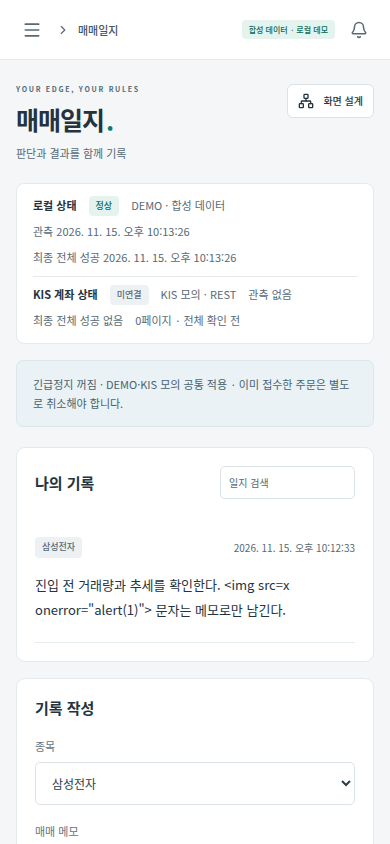 매매일지
합성 데이터 · 로컬 데모
YOUR EDGE, YOUR RULES
매매일지.
화면 설계
판단과 결과를 함께 기록
로컬 상태 정상 DEMO · 합성 데이터
관측 2026. 11. 15. 오후 10:13:26
최종 전체 성공 2026. 11. 15. 오후 10:13:26
KIS 계좌 상태 미연결 KIS 모의 · REST 관측 없음
최종 전체 성공 없음 0페이지 · 전체 확인 전
긴급정지 꺼짐 · DEMO·KIS 모의 공통 적용 · 이미 접수한 주문은 별도
로 취소해야 합니다.
나의 기록
일지 검색
삼성전자 2026. 11. 15. 오후 10:12:33
진입 전 거래량과 추세를 확인한다. <img src=x
onerror="alert(1)"> 문자는 메모로만 남긴다.
기록 작성
종목
삼성전자
매매 메모